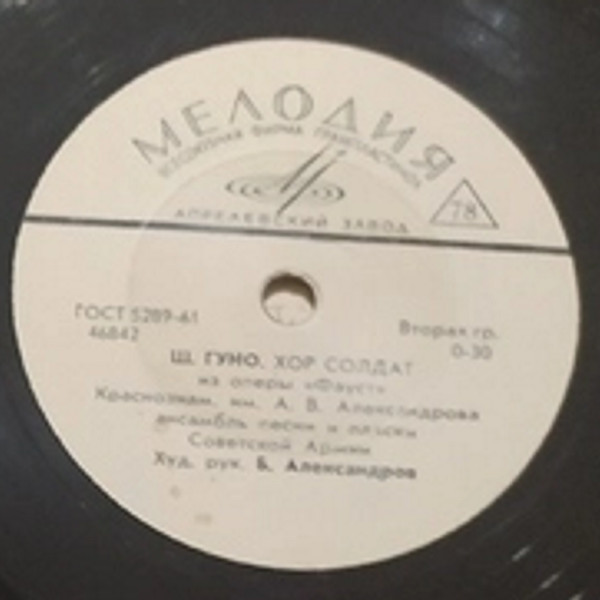 МЕЛОДИЯ
ВСЕСОЮЗНАЯ ФИРМА ГРАМПЛАСТИНОК
АПРЕЛЕВСКИЙ ЗАВОД
78
ГОСТ 5289-61
46842
Вторая гр.
0-30
Ш. ГУНО. ХОР СОЛДАТ
из оперы «Фауст»
Краснознам. им. А. В. Александрова
ансамбль песни и пляски
Советской Армии
Худ. рук. Б. Александров